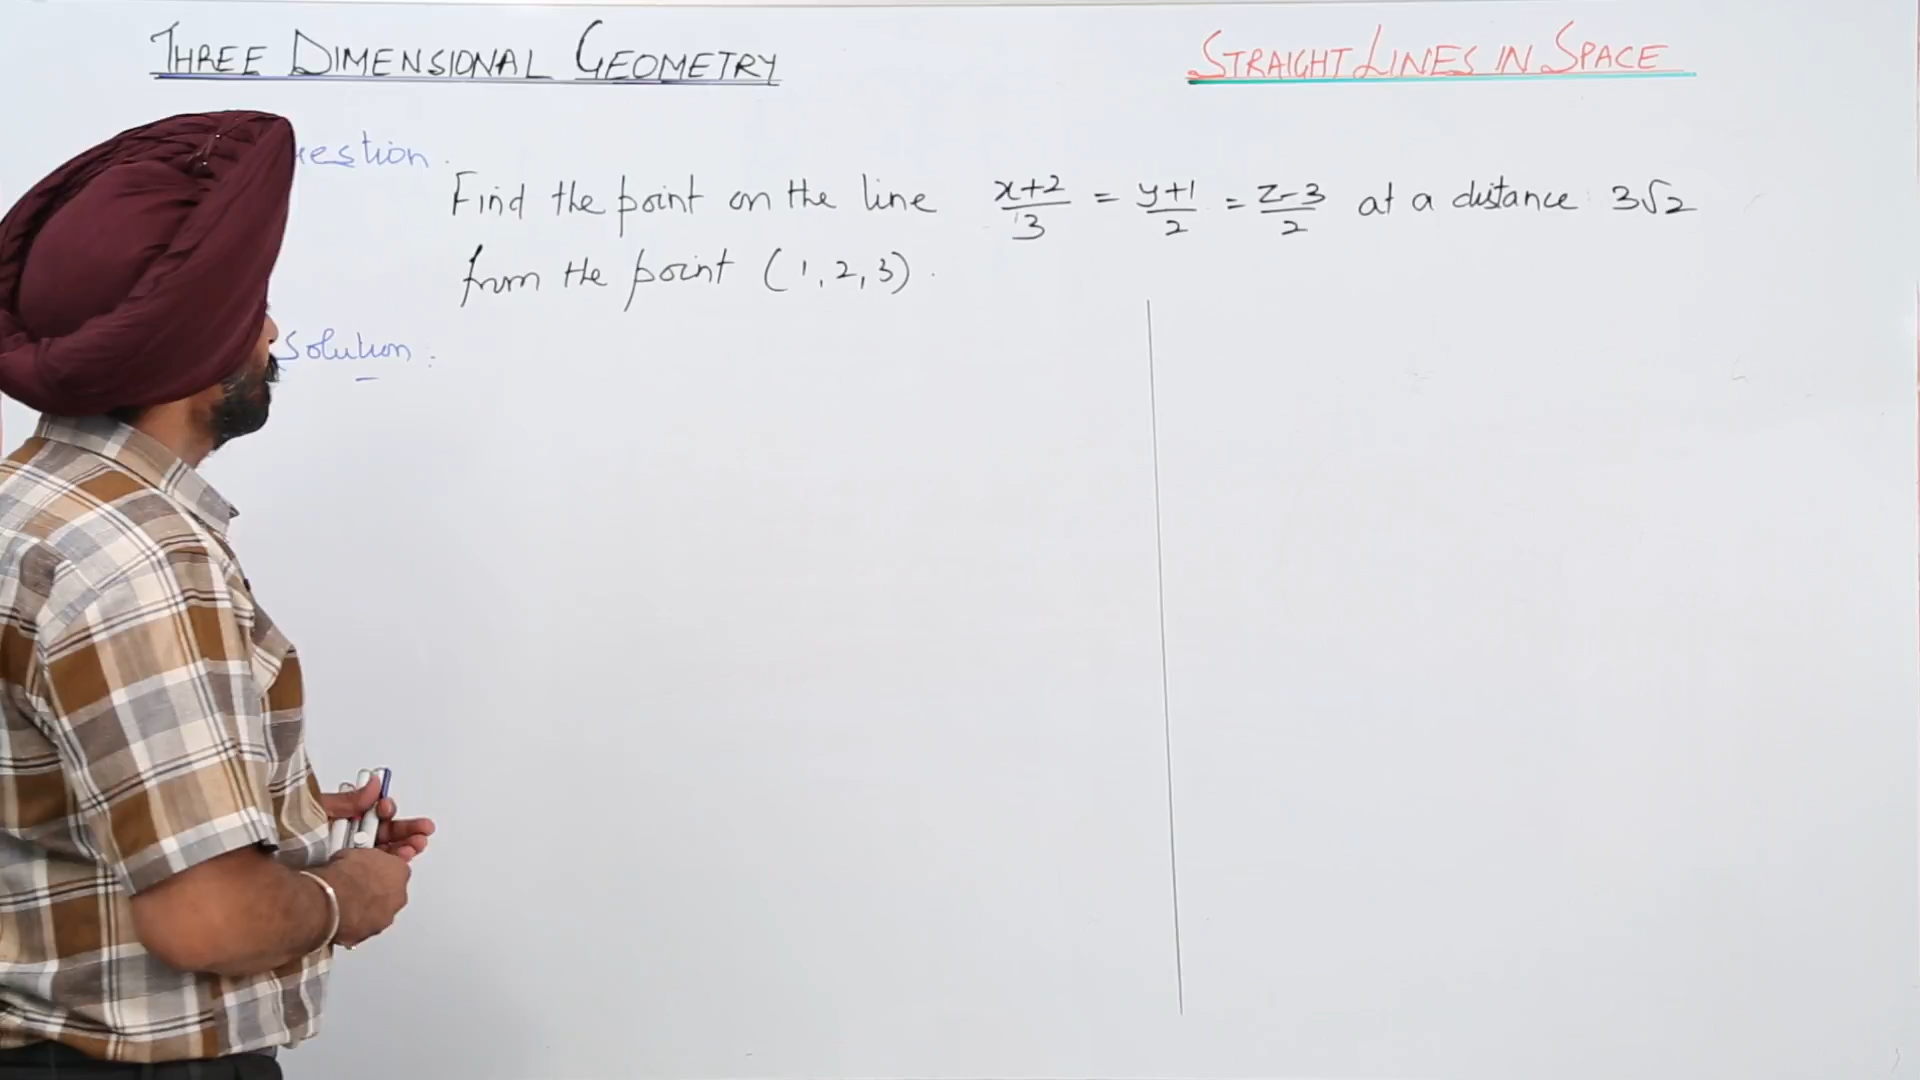 THREE DIMENSIONAL GEOMETRY
STRAIGHT LINES IN SPACE
Find the point on the line (x+2)/3 = (y+1)/2 = (z-3)/2 at a distance 3√2
from the point (1, 2, 3).
Solution :